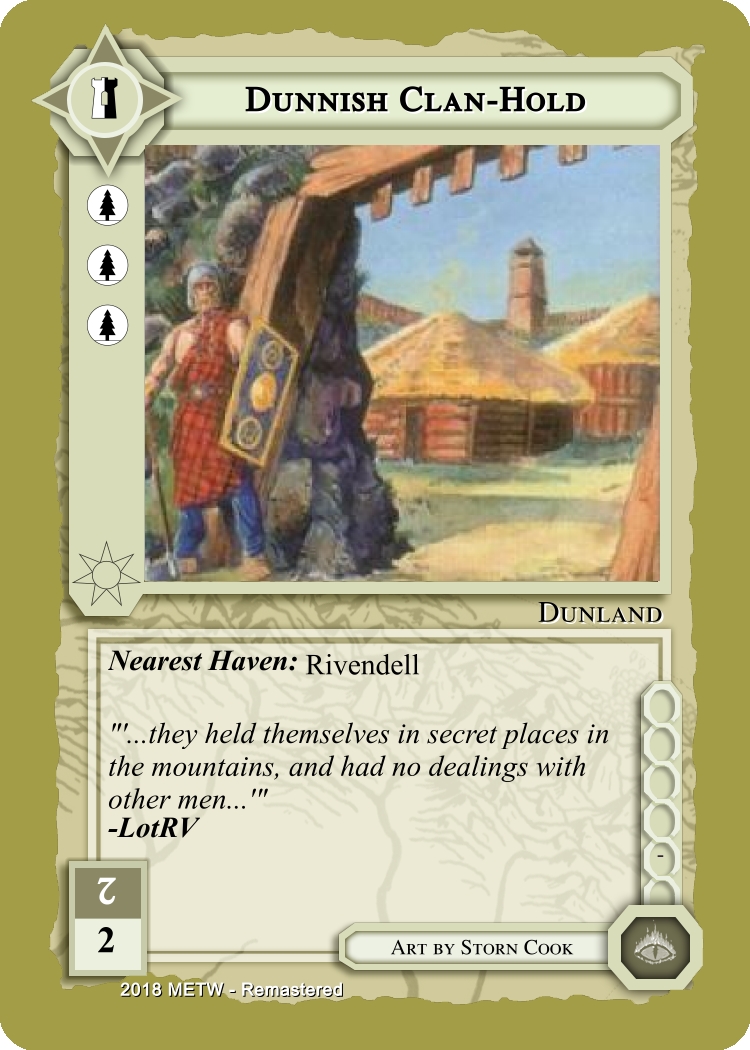 Dunnish Clan-Hold
Dunland
Nearest Haven: Rivendell
"'...they held themselves in secret places in
the mountains, and had no dealings with
other men...'"
-LotRV
-
2
2
Art by Storn Cook
2018 METW - Remastered